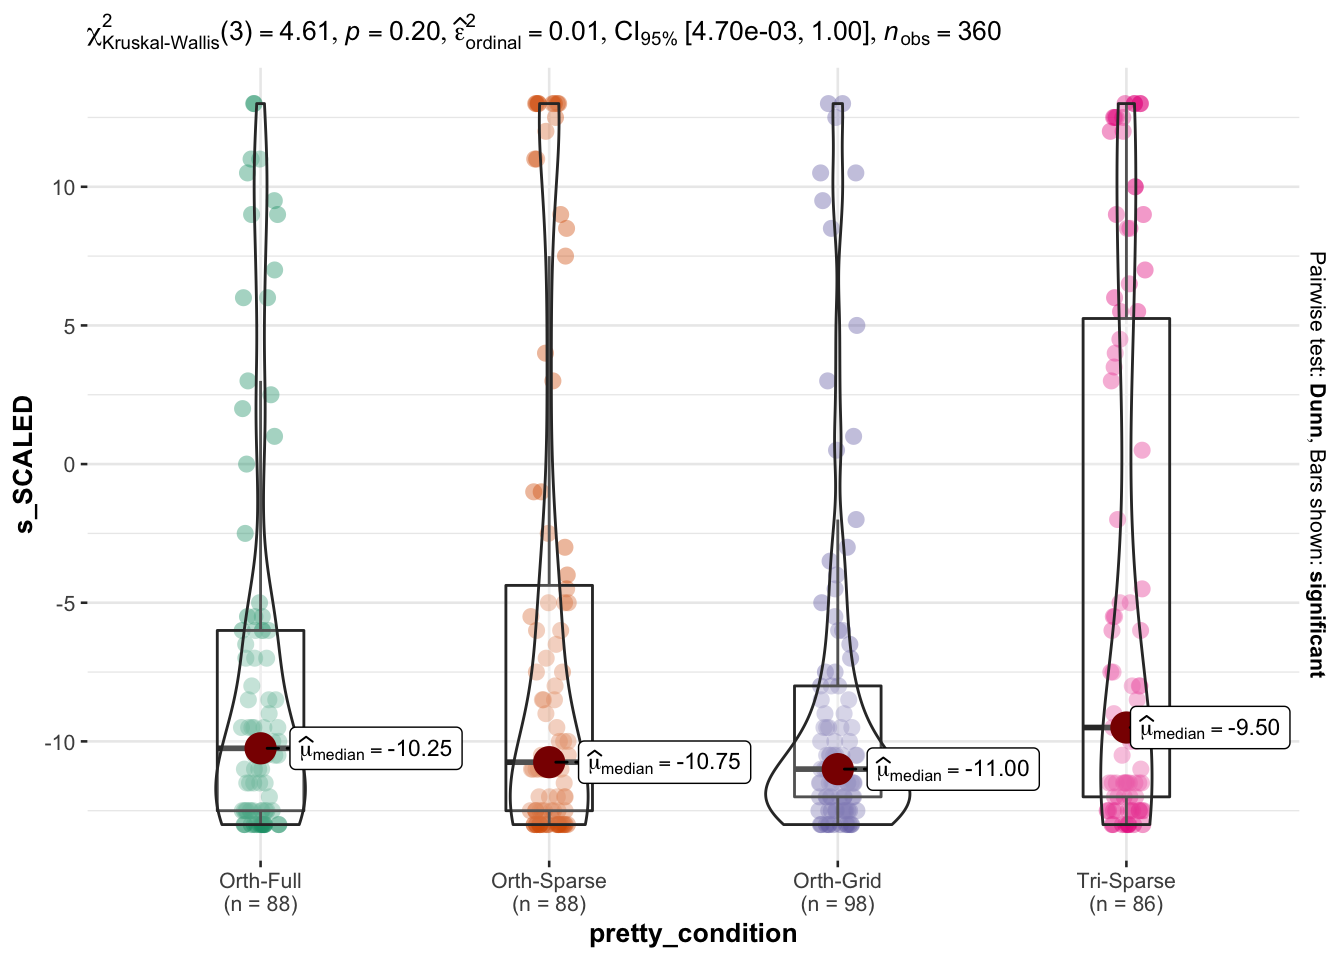 χ²Kruskal-Wallis(3) = 4.61, p = 0.20, ε̂²ordinal = 0.01, CI95% [4.70e-03, 1.00], nobs = 360
s_SCALED
10
5
0
-5
-10
μ̂median = -10.25
μ̂median = -10.75
μ̂median = -11.00
μ̂median = -9.50
Pairwise test: Dunn, Bars shown: significant
Orth-Full
(n = 88)
Orth-Sparse
(n = 88)
Orth-Grid
(n = 98)
Tri-Sparse
(n = 86)
pretty_condition